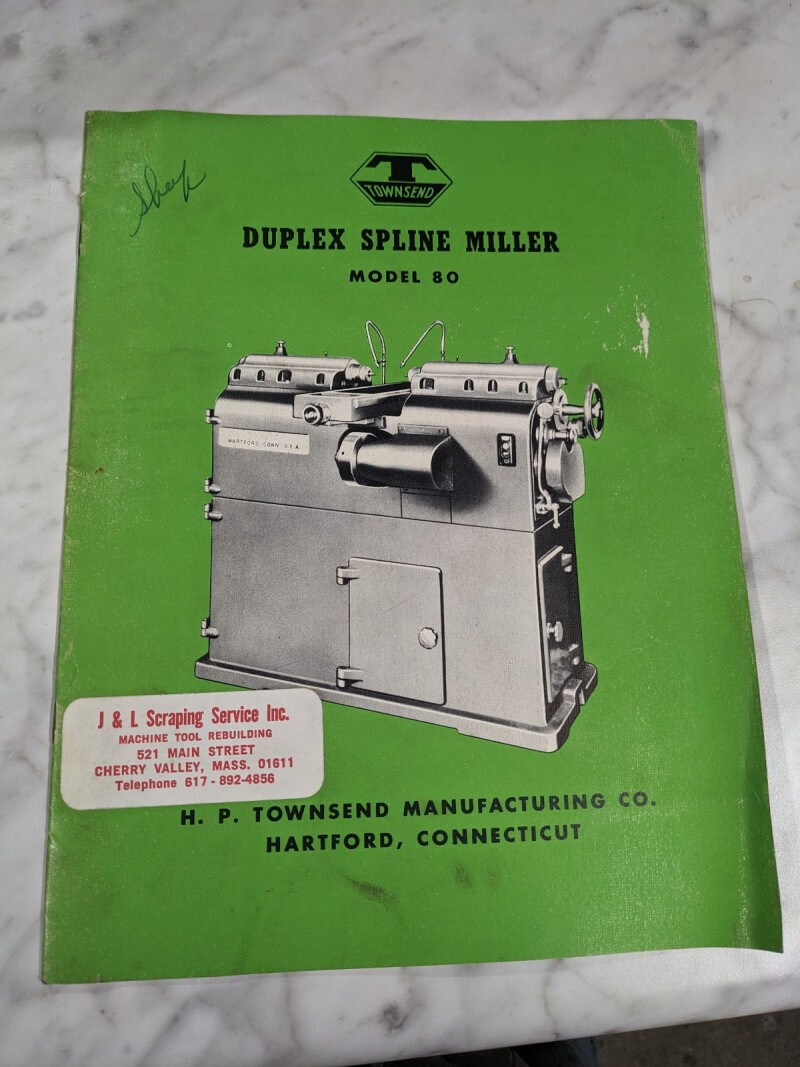 Shop
T
TOWNSEND
DUPLEX SPLINE MILLER
MODEL 80
HARTFORD, CONN. U.S.A.
J & L Scraping Service Inc.
MACHINE TOOL REBUILDING
521 MAIN STREET
CHERRY VALLEY, MASS. 01611
Telephone 617-892-4856
H. P. TOWNSEND MANUFACTURING CO.
HARTFORD, CONNECTICUT